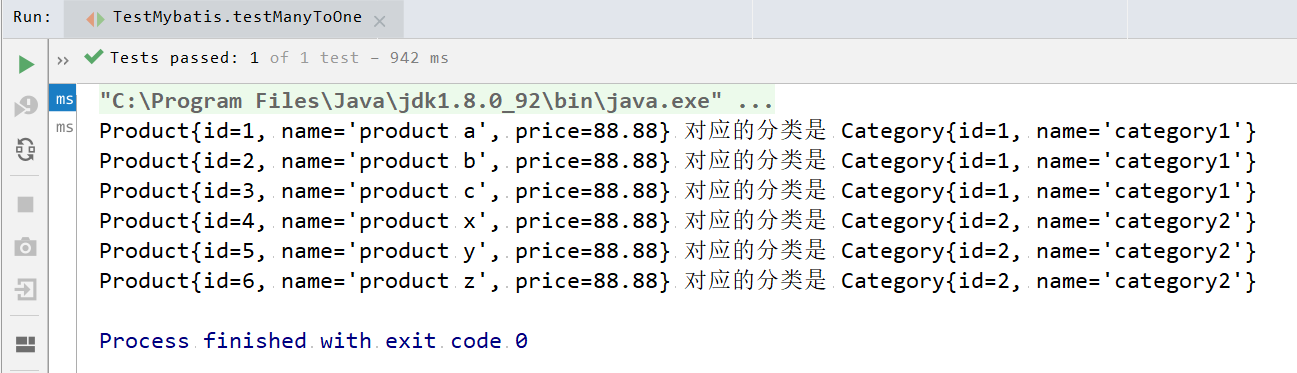 Run: TestMybatis.testManyToOne
Tests passed: 1 of 1 test – 942 ms
ms "C:\Program Files\Java\jdk1.8.0_92\bin\java.exe" ...
ms Product{id=1, name='product a', price=88.88} 对应的分类是 Category{id=1, name='category1'}
Product{id=2, name='product b', price=88.88} 对应的分类是 Category{id=1, name='category1'}
Product{id=3, name='product c', price=88.88} 对应的分类是 Category{id=1, name='category1'}
Product{id=4, name='product x', price=88.88} 对应的分类是 Category{id=2, name='category2'}
Product{id=5, name='product y', price=88.88} 对应的分类是 Category{id=2, name='category2'}
Product{id=6, name='product z', price=88.88} 对应的分类是 Category{id=2, name='category2'}
Process finished with exit code 0